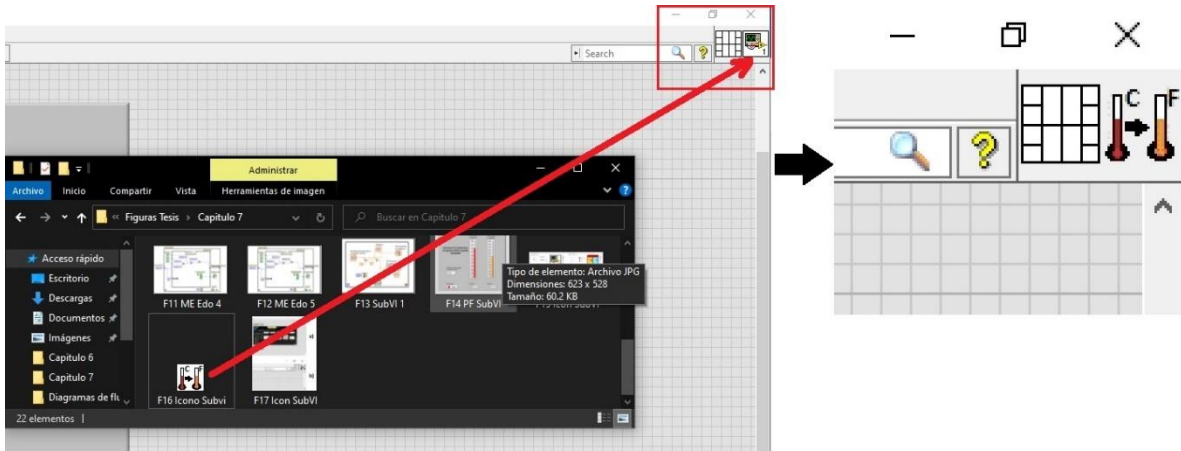 Search
?
1
C F
?
Administrar
Archivo Inicio Compartir Vista Herramientas de imagen
?
« Figuras Tesis › Capitulo 7
Buscar en Capitulo 7
Acceso rápido
Escritorio
Descargas
Documentos
Imágenes
Capitulo 6
Capitulo 7
Diagramas de flu
F11 ME Edo 4
F12 ME Edo 5
F13 SubVI 1
F14 PF SubVI
Tipo de elemento: Archivo JPG
Dimensiones: 623 x 528
Tamaño: 60.2 KB
C F
F16 Icono Subvi
F17 Icon SubVI
22 elementos